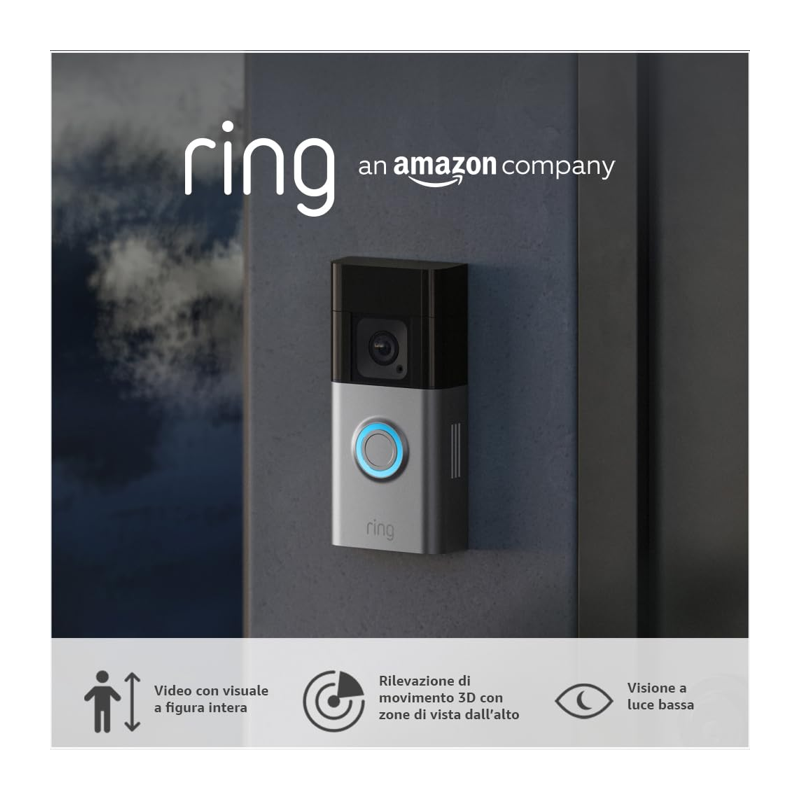 ring an amazon company
ring
Video con visuale
a figura intera
Rilevazione di
movimento 3D con
zone di vista dall'alto
Visione a
luce bassa